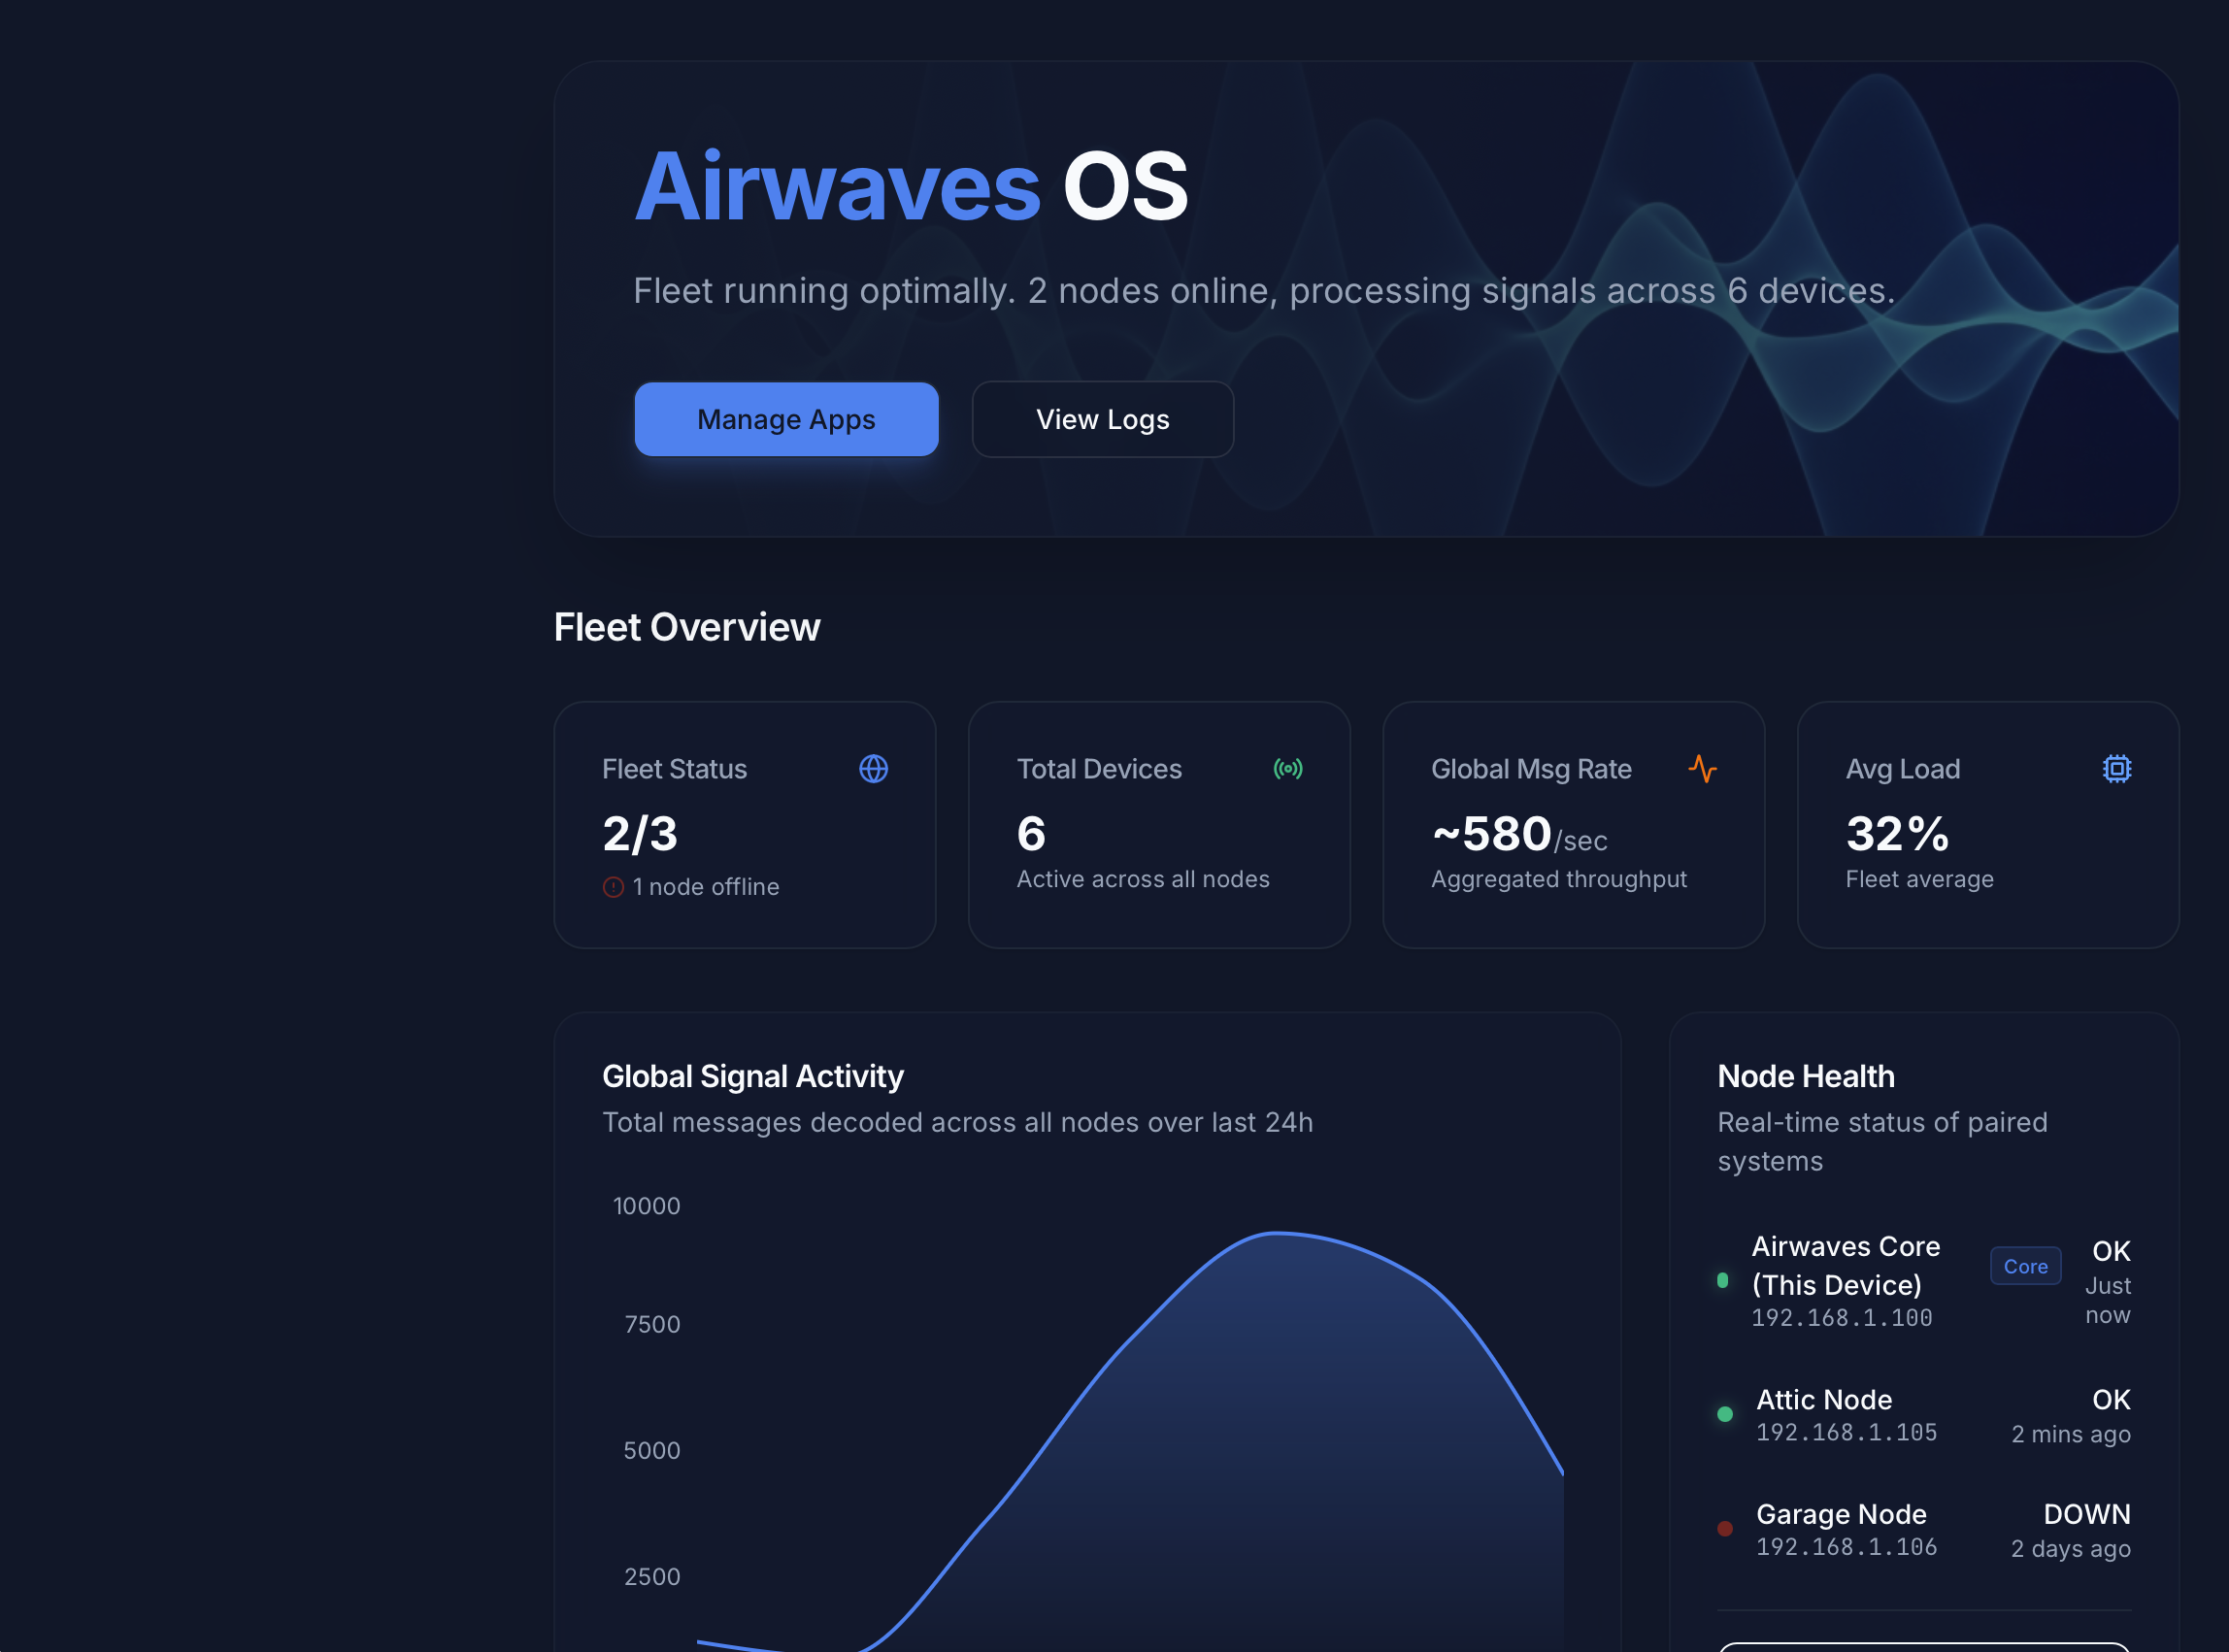 Airwaves OS
Fleet running optimally. 2 nodes online, processing signals across 6 devices.
Manage Apps
View Logs
Fleet Overview
Fleet Status
2/3
1 node offline
Total Devices
6
Active across all nodes
Global Msg Rate
~580/sec
Aggregated throughput
Avg Load
32%
Fleet average
Global Signal Activity
Total messages decoded across all nodes over last 24h
10000
7500
5000
2500
Node Health
Real-time status of paired
systems
Airwaves Core
(This Device)
192.168.1.100
Core
OK
Just
now
Attic Node
192.168.1.105
OK
2 mins ago
Garage Node
192.168.1.106
DOWN
2 days ago